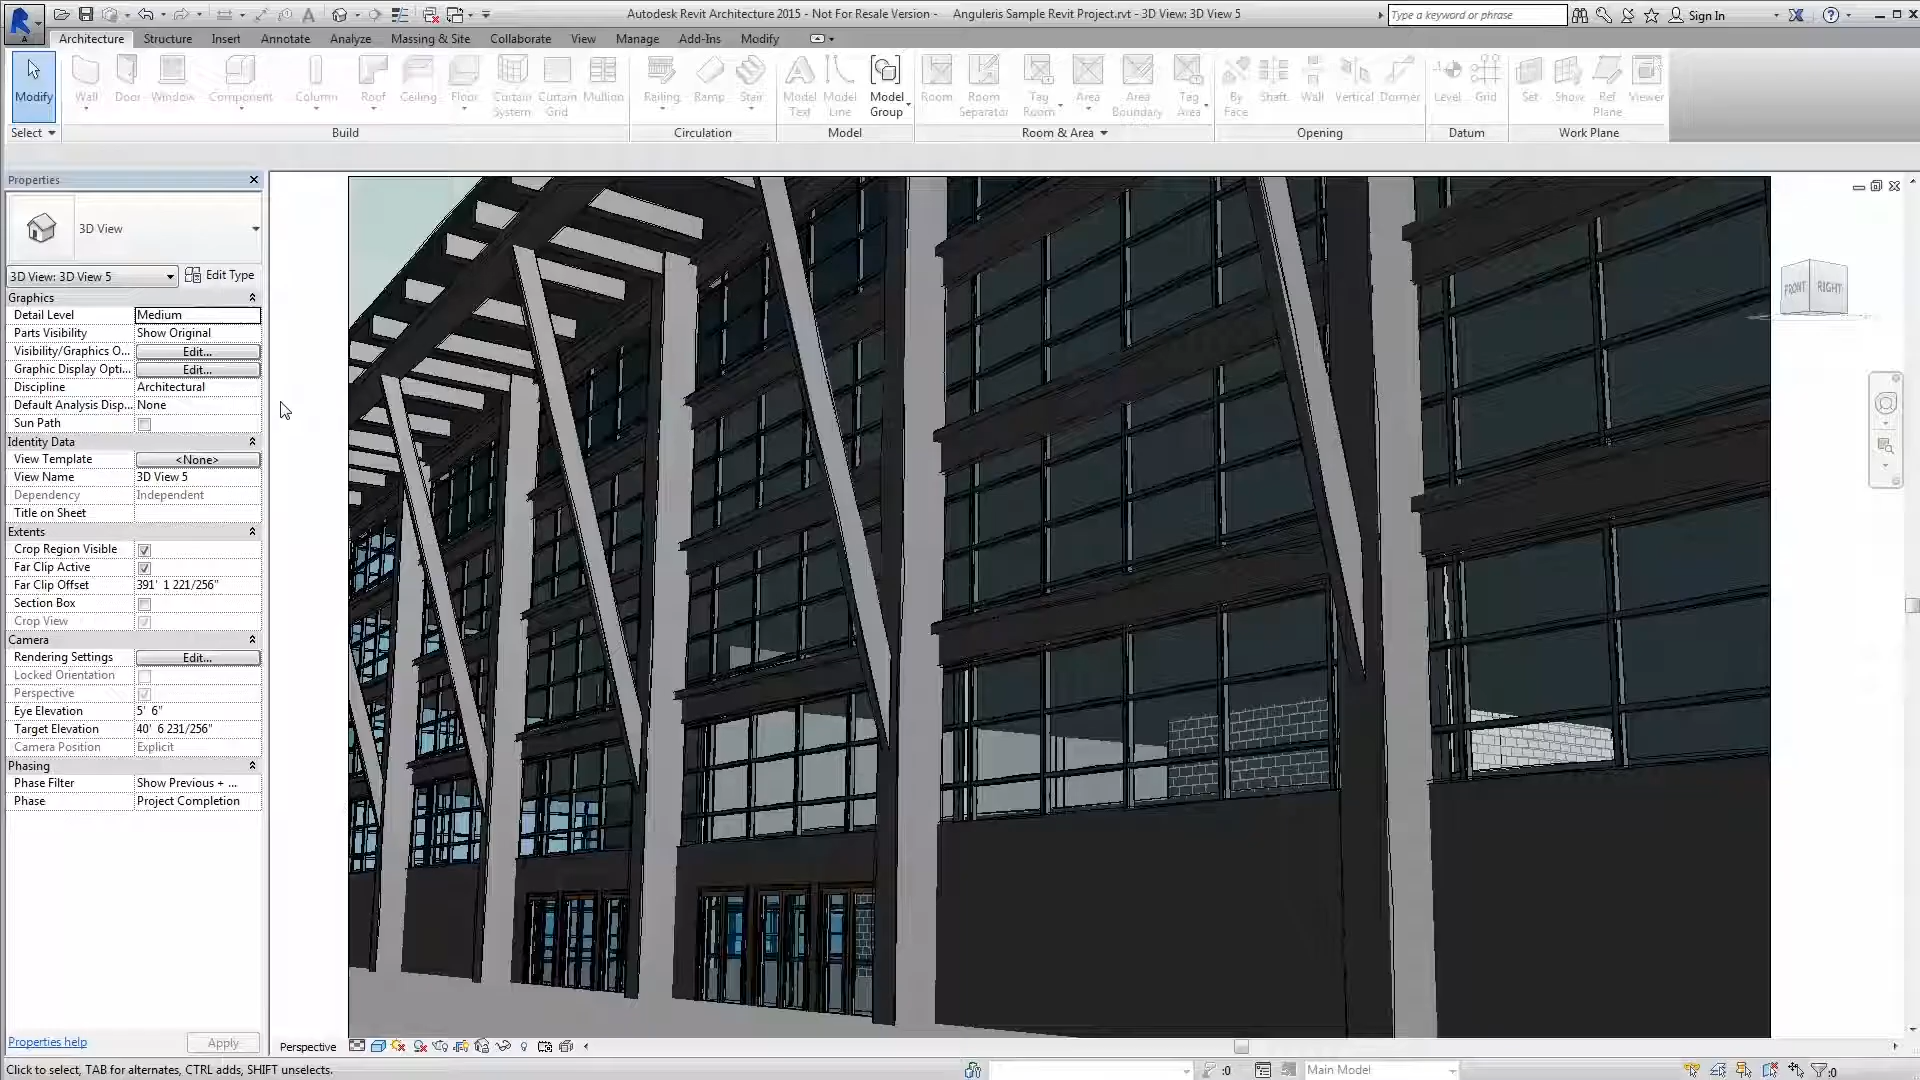 Autodesk Revit Architecture 2015 - Not For Resale Version - Anguleris Sample Revit Project.rvt - 3D View: 3D View 5
Type a keyword or phrase
Sign In
Architecture Structure Insert Annotate Analyze Massing & Site Collaborate View Manage Add-Ins Modify
Modify Wall Door Window Component Column Roof Ceiling Floor Curtain System Curtain Grid Mullion Railing Ramp Stair Model Text Model Line Model Group Room Room Separator Tag Room Area Area Boundary Tag Area By Face Shaft Wall Vertical Dormer Level Grid Set Show Ref Plane Viewer
Select Build Circulation Model Room & Area Opening Datum Work Plane
Properties
3D View
3D View: 3D View 5 Edit Type
Graphics
Detail Level Medium
Parts Visibility Show Original
Visibility/Graphics O... Edit...
Graphic Display Opti... Edit...
Discipline Architectural
Default Analysis Disp... None
Sun Path
Identity Data
View Template <None>
View Name 3D View 5
Dependency Independent
Title on Sheet
Extents
Crop Region Visible
Far Clip Active
Far Clip Offset 391' 1 221/256"
Section Box
Crop View
Camera
Rendering Settings Edit...
Locked Orientation
Perspective
Eye Elevation 5' 6"
Target Elevation 40' 6 231/256"
Camera Position Explicit
Phasing
Phase Filter Show Previous + ...
Phase Project Completion
FRONT RIGHT
Properties help Apply
Perspective
Click to select, TAB for alternates, CTRL adds, SHIFT unselects.
:0
Main Model
:0